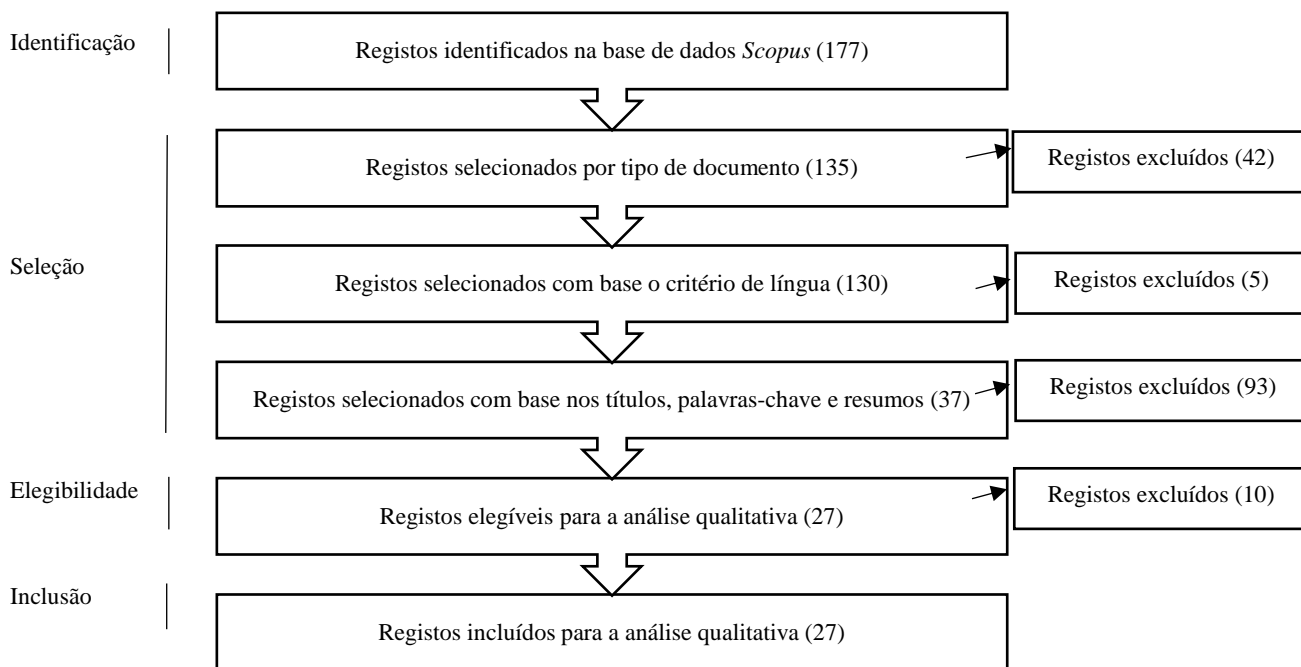 Identificação
Registos identificados na base de dados Scopus (177)
Seleção
Registos selecionados por tipo de documento (135)
Registos excluídos (42)
Registos selecionados com base o critério de língua (130)
Registos excluídos (5)
Registos selecionados com base nos títulos, palavras-chave e resumos (37)
Registos excluídos (93)
Elegibilidade
Registos elegíveis para a análise qualitativa (27)
Registos excluídos (10)
Inclusão
Registos incluídos para a análise qualitativa (27)